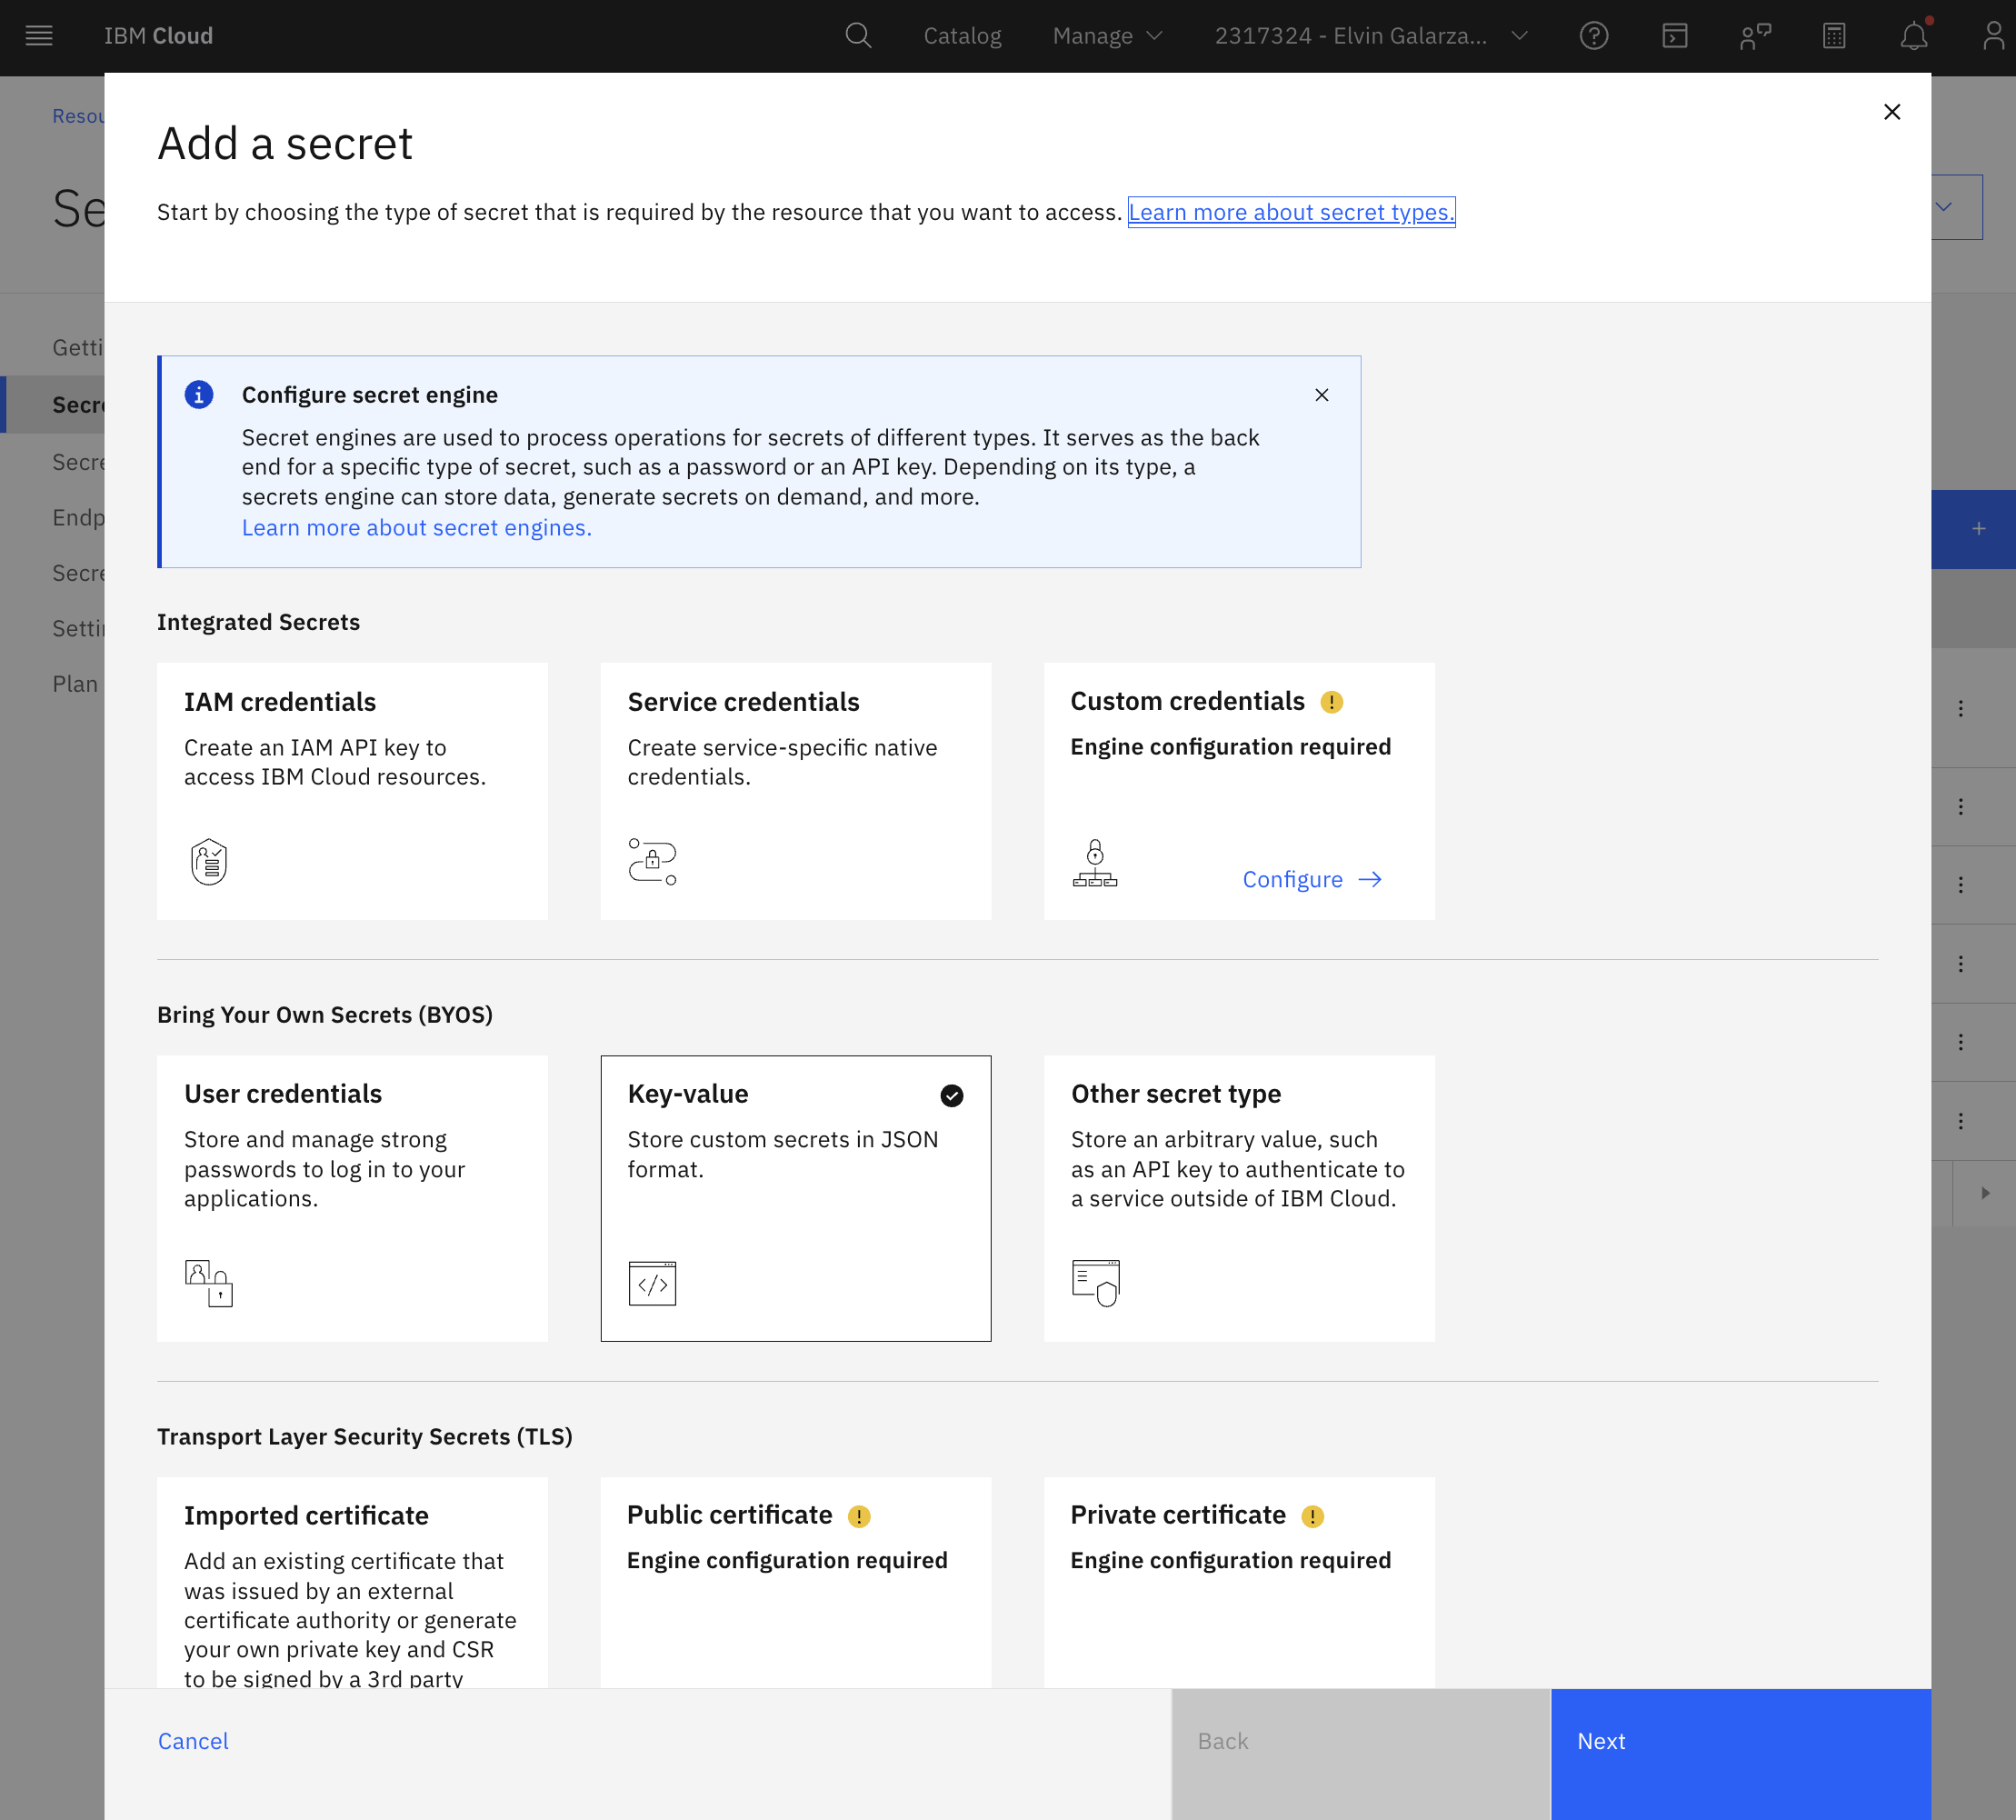 IBM Cloud
Catalog
Manage
2317324 - Elvin Galarza...
Add a secret
Start by choosing the type of secret that is required by the resource that you want to access. Learn more about secret types.
Configure secret engine
Secret engines are used to process operations for secrets of different types. It serves as the back
end for a specific type of secret, such as a password or an API key. Depending on its type, a
secrets engine can store data, generate secrets on demand, and more.
Learn more about secret engines.
Integrated Secrets
IAM credentials
Create an IAM API key to
access IBM Cloud resources.
Service credentials
Create service-specific native
credentials.
Custom credentials
Engine configuration required
Configure
Bring Your Own Secrets (BYOS)
User credentials
Store and manage strong
passwords to log in to your
applications.
Key-value
Store custom secrets in JSON
format.
Other secret type
Store an arbitrary value, such
as an API key to authenticate to
a service outside of IBM Cloud.
Transport Layer Security Secrets (TLS)
Imported certificate
Add an existing certificate that
was issued by an external
certificate authority or generate
your own private key and CSR
to be signed by a 3rd party
Public certificate
Engine configuration required
Private certificate
Engine configuration required
Cancel
Back
Next
Plan